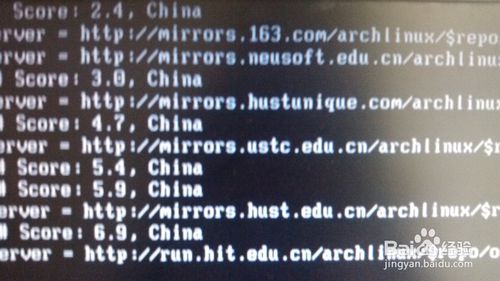 Score: 2.4, China
erver = http://mirrors.163.com/archlinux/$repo
erver = http://mirrors.neusoft.edu.cn/archlinux
Score: 3.0, China
erver = http://mirrors.hustunique.com/archlinux
# Score: 4.7, China
erver = http://mirrors.ustc.edu.cn/archlinux/$r
# Score: 5.4, China
# Score: 5.9, China
erver = http://mirrors.hust.edu.cn/archlinux/$r
# Score: 6.9, China
erver = http://run.hit.edu.cn/archlinux/$repo/o
Baidu 经验
jingyan.baidu.com